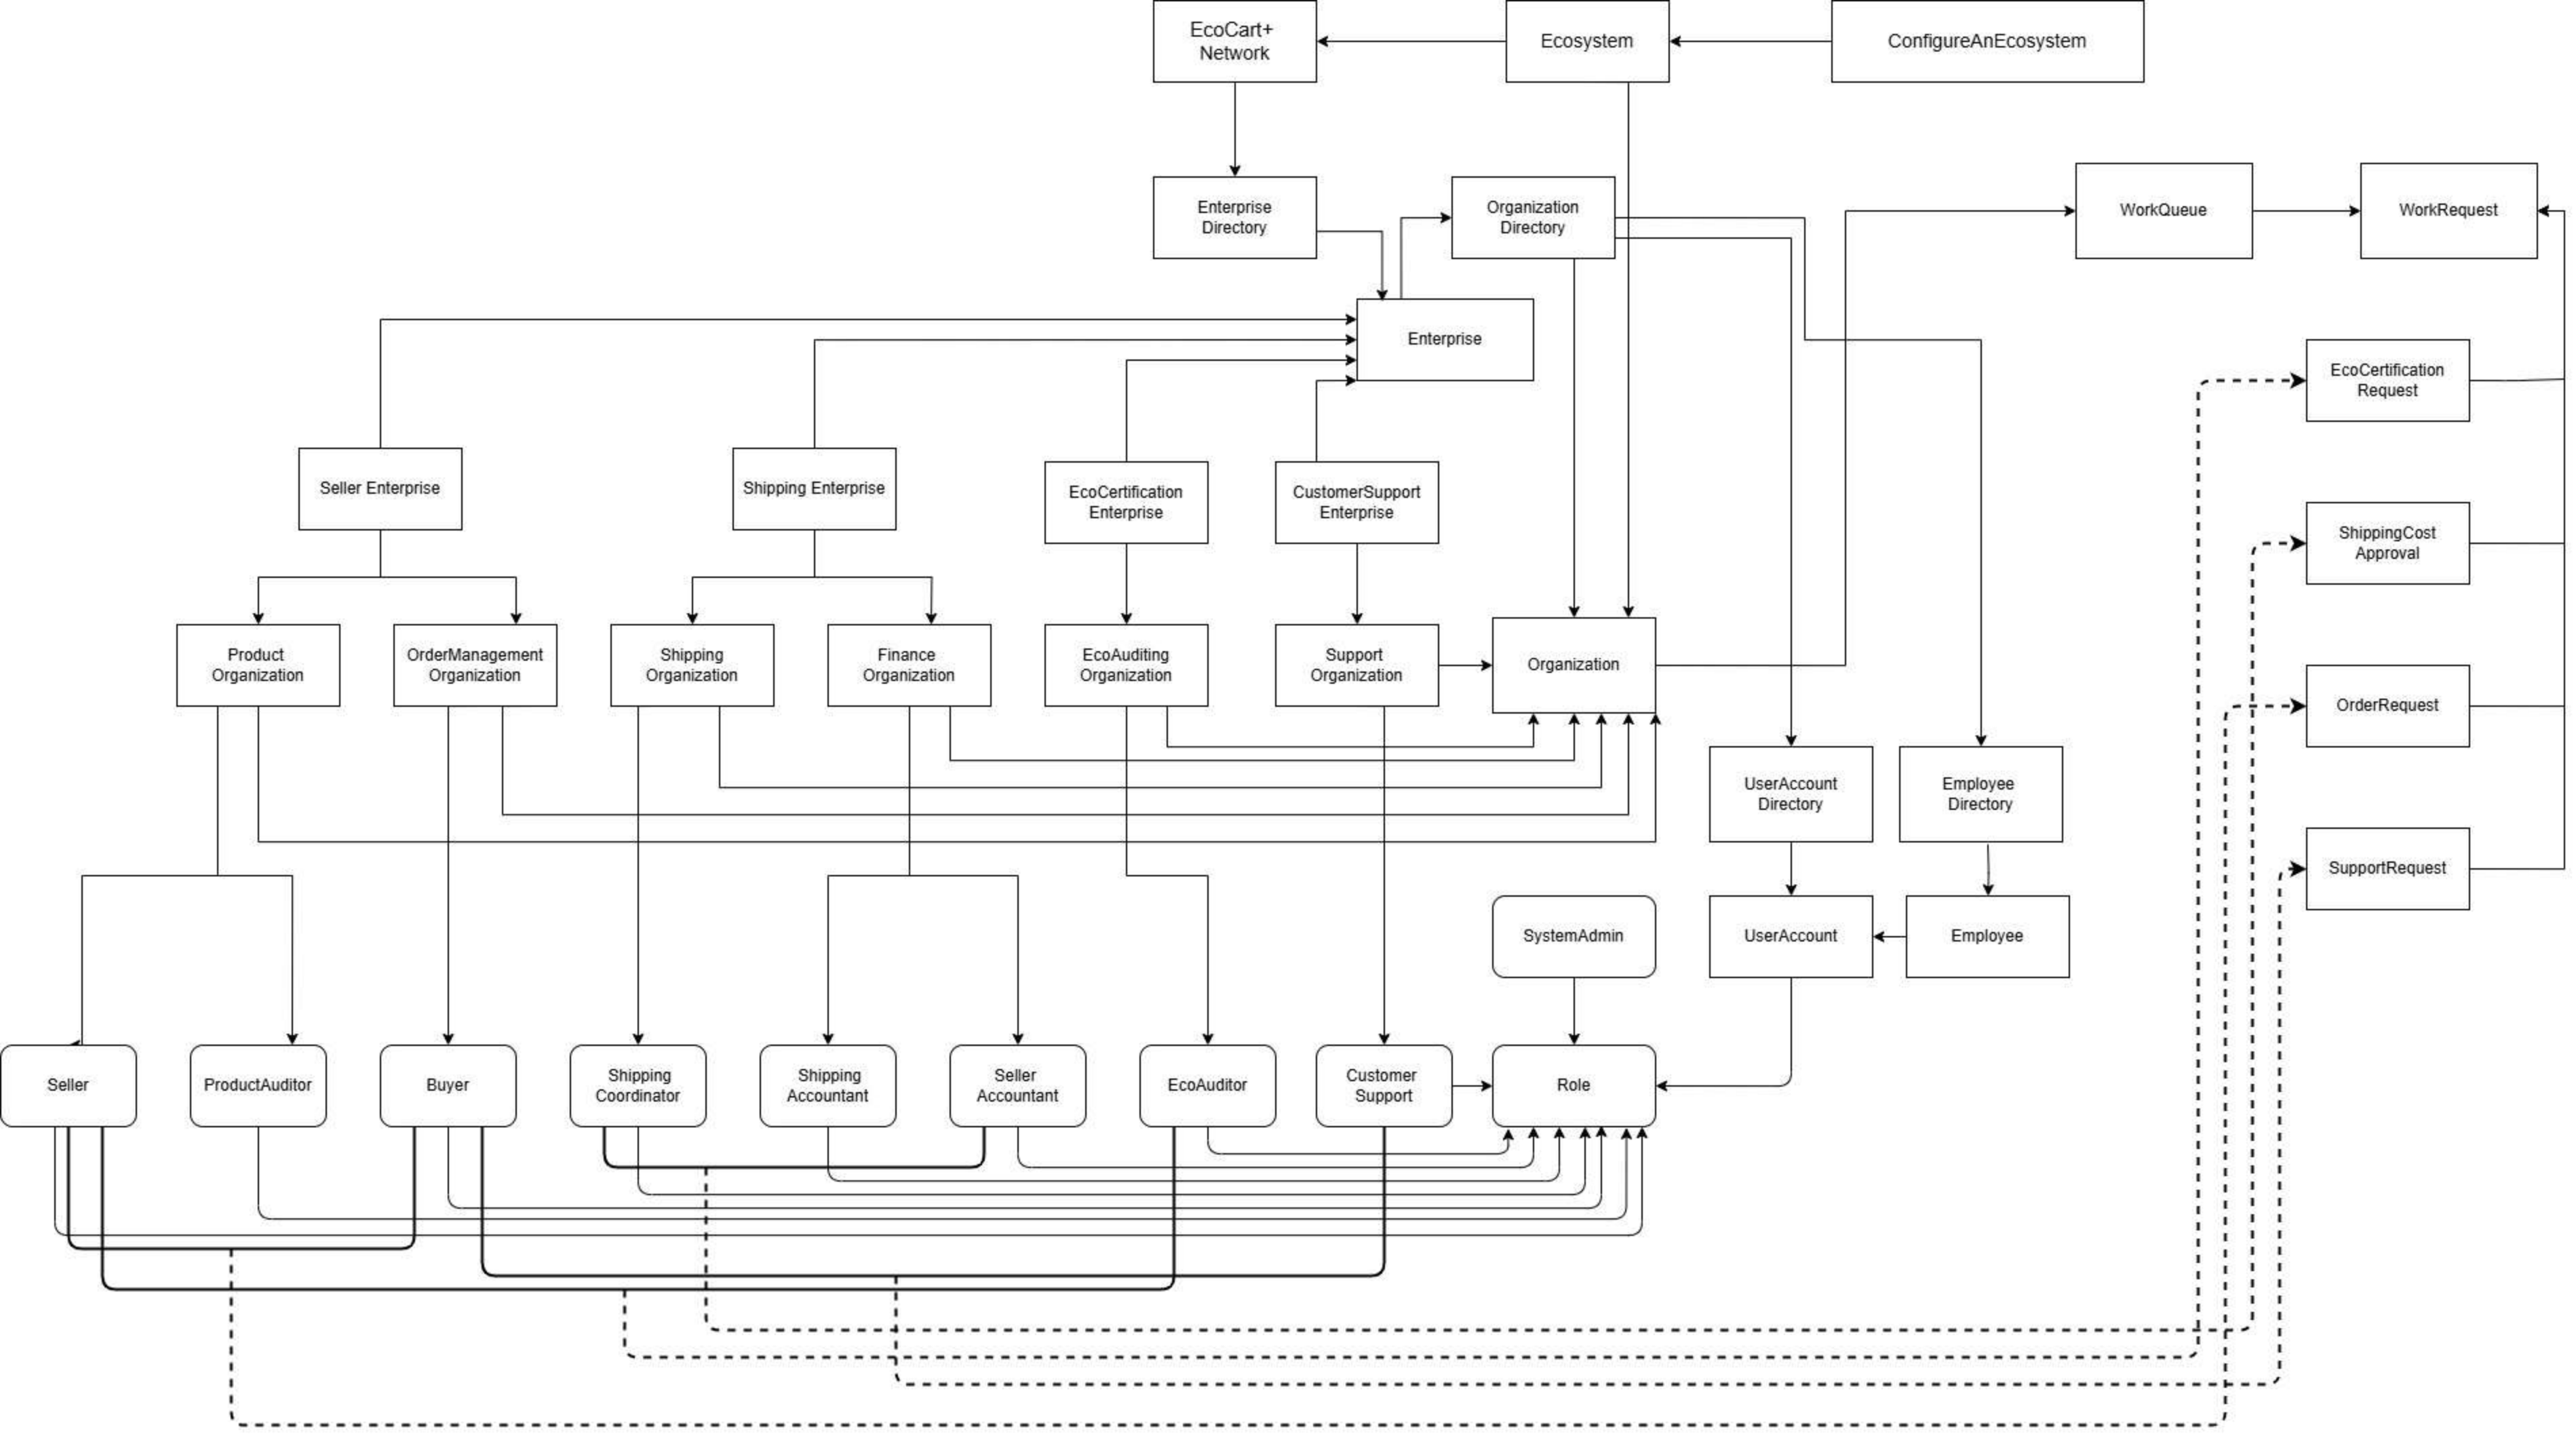 EcoCart+
Network
Ecosystem
ConfigureAnEcosystem
Enterprise
Directory
Organization
Directory
WorkQueue
WorkRequest
Enterprise
EcoCertification
Request
Seller Enterprise
Shipping Enterprise
EcoCertification
Enterprise
CustomerSupport
Enterprise
ShippingCost
Approval
Product
Organization
OrderManagement
Organization
Shipping
Organization
Finance
Organization
EcoAuditing
Organization
Support
Organization
Organization
OrderRequest
UserAccount
Directory
Employee
Directory
SupportRequest
SystemAdmin
UserAccount
Employee
Seller
ProductAuditor
Buyer
Shipping
Coordinator
Shipping
Accountant
Seller
Accountant
EcoAuditor
Customer
Support
Role